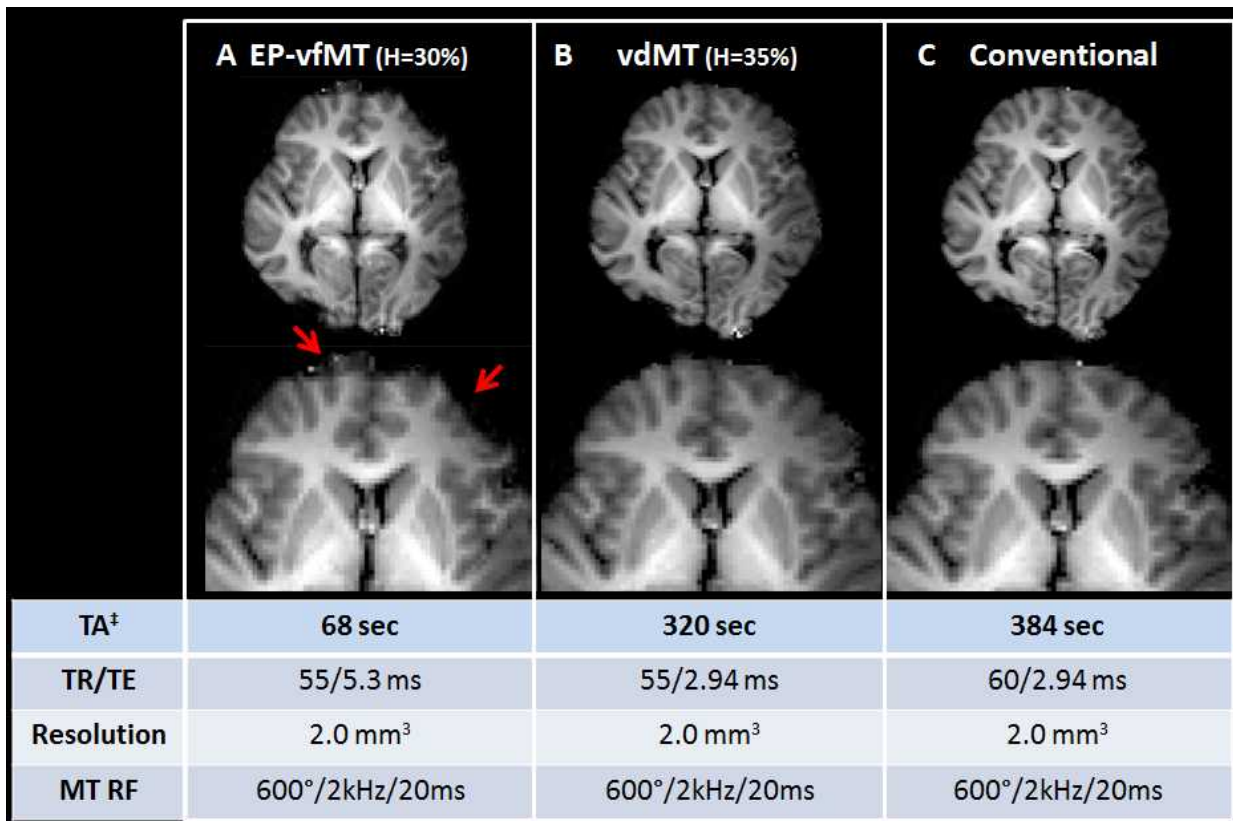 A EP-vfMT (H=30%) B vdMT (H=35%) C Conventional
TA‡ 68 sec 320 sec 384 sec
TR/TE 55/5.3 ms 55/2.94 ms 60/2.94 ms
Resolution 2.0 mm³ 2.0 mm³ 2.0 mm³
MT RF 600°/2kHz/20ms 600°/2kHz/20ms 600°/2kHz/20ms